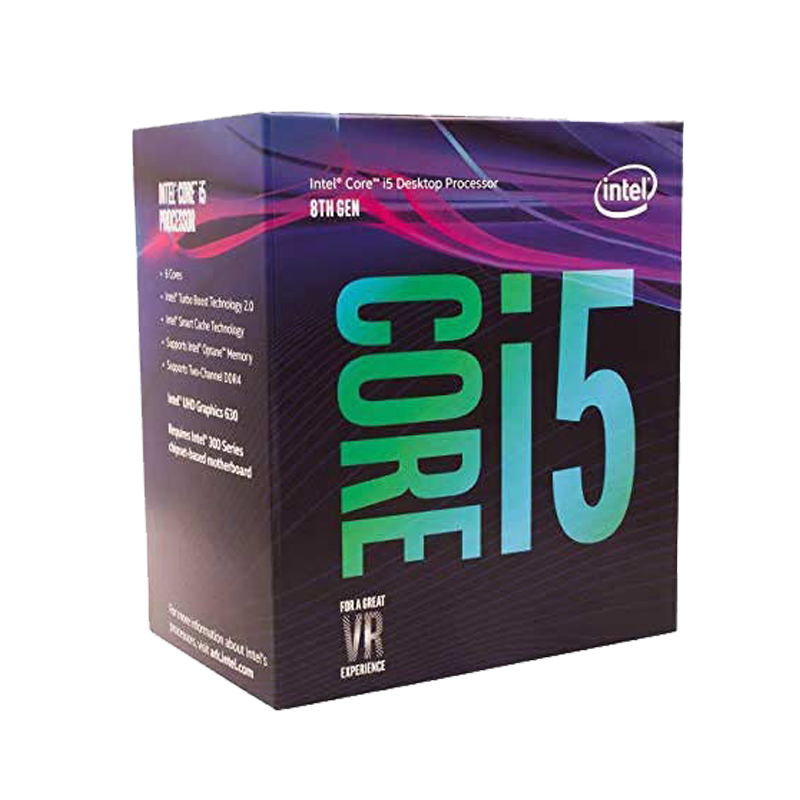 INTEL® CORE™ i5
PROCESSOR
• 6 Cores
• Intel® Turbo Boost Technology 2.0
• Intel® Smart Cache Technology
• Supports Intel® Optane™ Memory
• Supports Two-Channel DDR4
Intel® UHD Graphics 630
Requires Intel® 300 Series
chipset-based motherboard
For more information about Intel's
processors, visit ark.intel.com
Intel® Core™ i5 Desktop Processor
8TH GEN
intel®
CORE
i5
FOR A GREAT
VR
EXPERIENCE